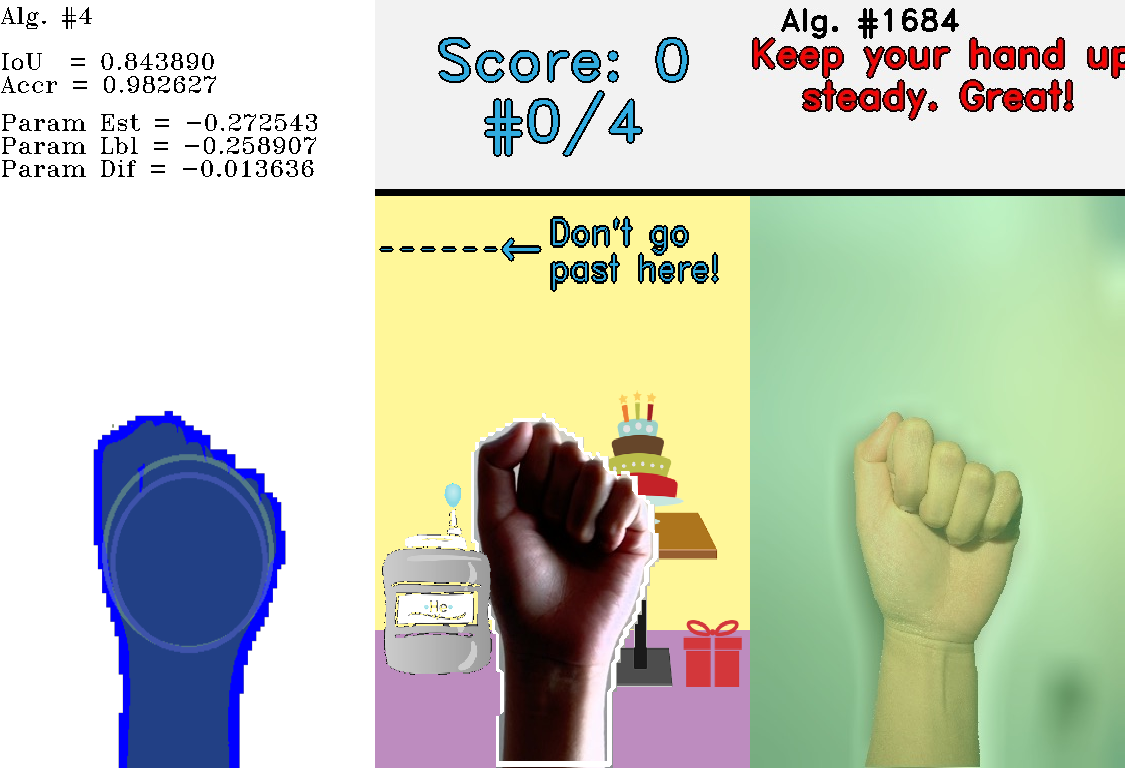 Alg. #4
IoU = 0.843890
Accr = 0.982627
Param Est = −0.272543
Param Lbl = −0.258907
Param Dif = −0.013636
Score: 0
#0/4
Alg. #1684
Keep your hand up
steady. Great!
Don't go
past here!